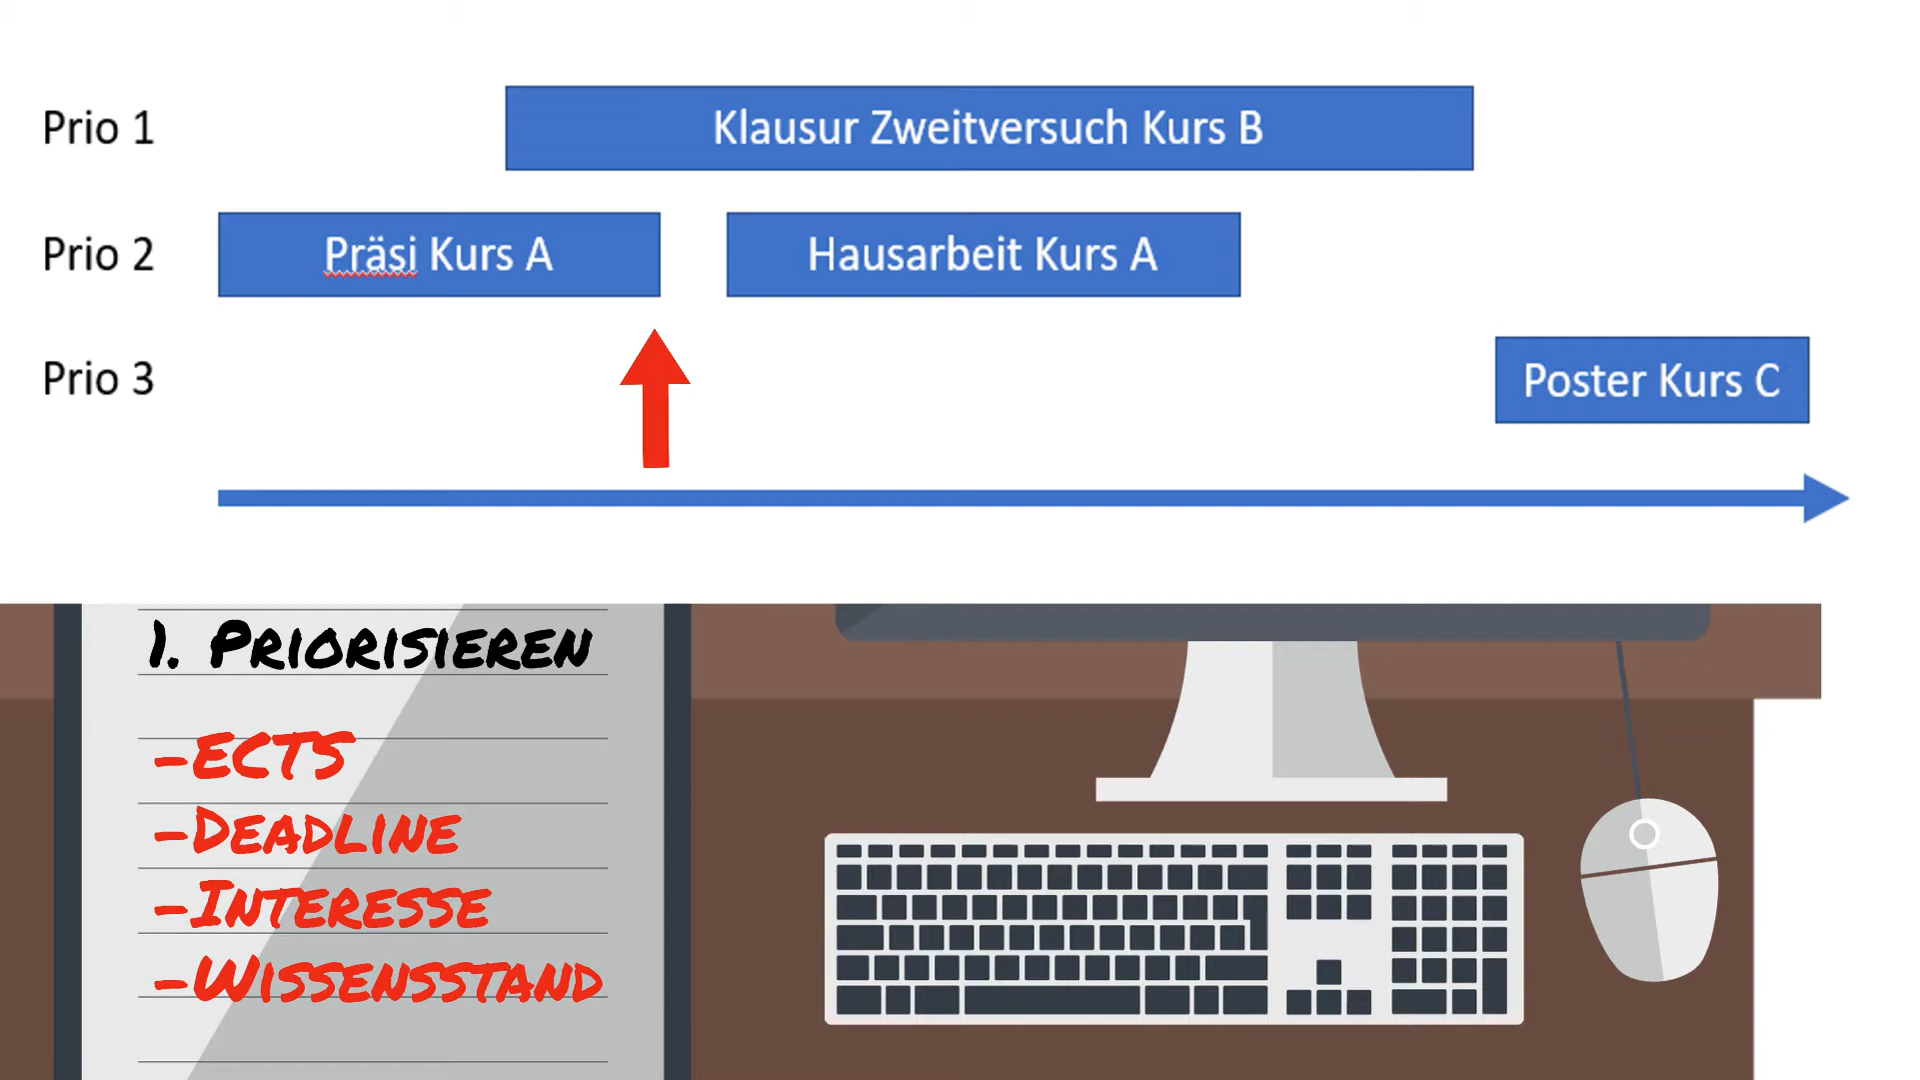 Prio 1
Klausur Zweitversuch Kurs B
Prio 2
Präsi Kurs A
Hausarbeit Kurs A
Prio 3
Poster Kurs C
1. Priorisieren
-ECTS
-Deadline
-Interesse
-Wissensstand